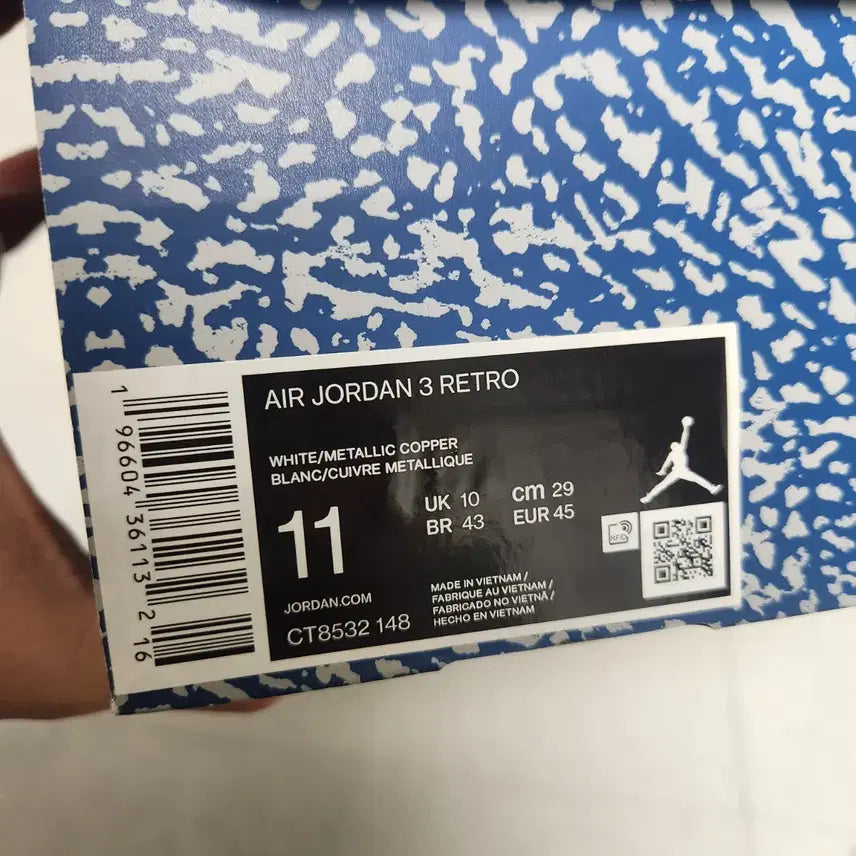 AIR JORDAN 3 RETRO
WHITE/METALLIC COPPER
BLANC/CUIVRE METALLIQUE
11
UK 10
BR 43
cm 29
EUR 45
RFID
JORDAN.COM
CT8532 148
MADE IN VIETNAM /
FABRIQUE AU VIETNAM /
FABRICADO NO VIETNÃ /
HECHO EN VIETNAM
1 96604 36113 2 16